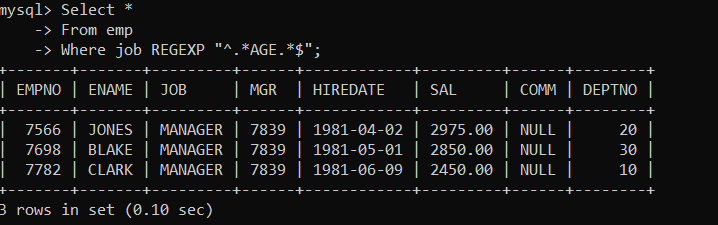 mysql> Select *
    -> From emp
    -> Where job REGEXP "^.*AGE.*$";
+-------+-------+---------+------+------------+---------+------+--------+
| EMPNO | ENAME | JOB     | MGR  | HIREDATE   | SAL     | COMM | DEPTNO |
+-------+-------+---------+------+------------+---------+------+--------+
|  7566 | JONES | MANAGER | 7839 | 1981-04-02 | 2975.00 | NULL |     20 |
|  7698 | BLAKE | MANAGER | 7839 | 1981-05-01 | 2850.00 | NULL |     30 |
|  7782 | CLARK | MANAGER | 7839 | 1981-06-09 | 2450.00 | NULL |     10 |
+-------+-------+---------+------+------------+---------+------+--------+
3 rows in set (0.10 sec)